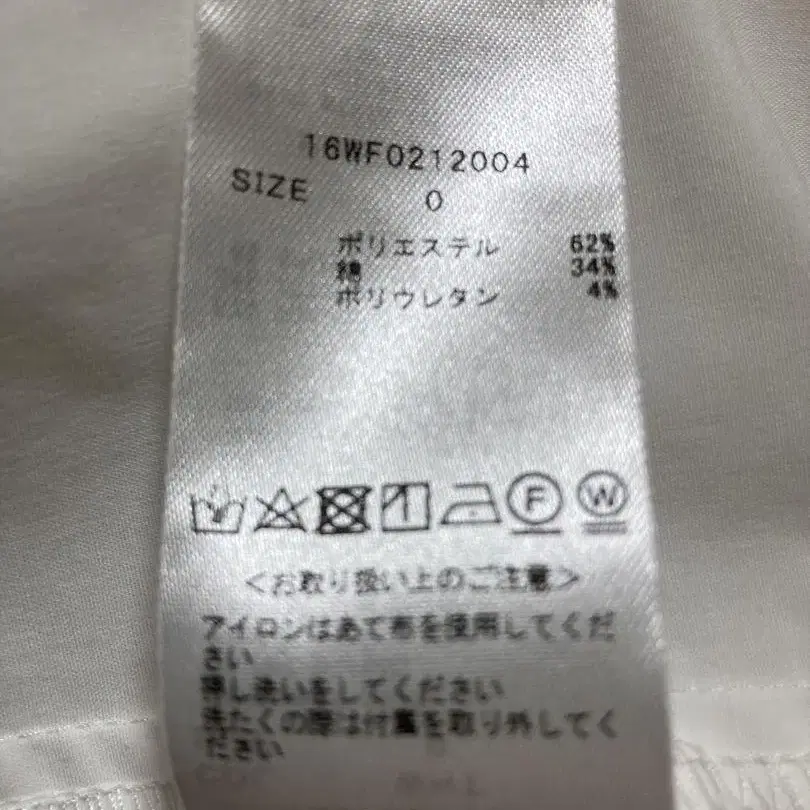 16WF0212004
SIZE 0
ポリエステル 62%
綿 34%
ポリウレタン 4%
F W
<お取り扱い上のご注意>
アイロンはあて布を使用してくだ
さい
押し洗いをしてください
洗たくの際は付属を取り外してく
ださい